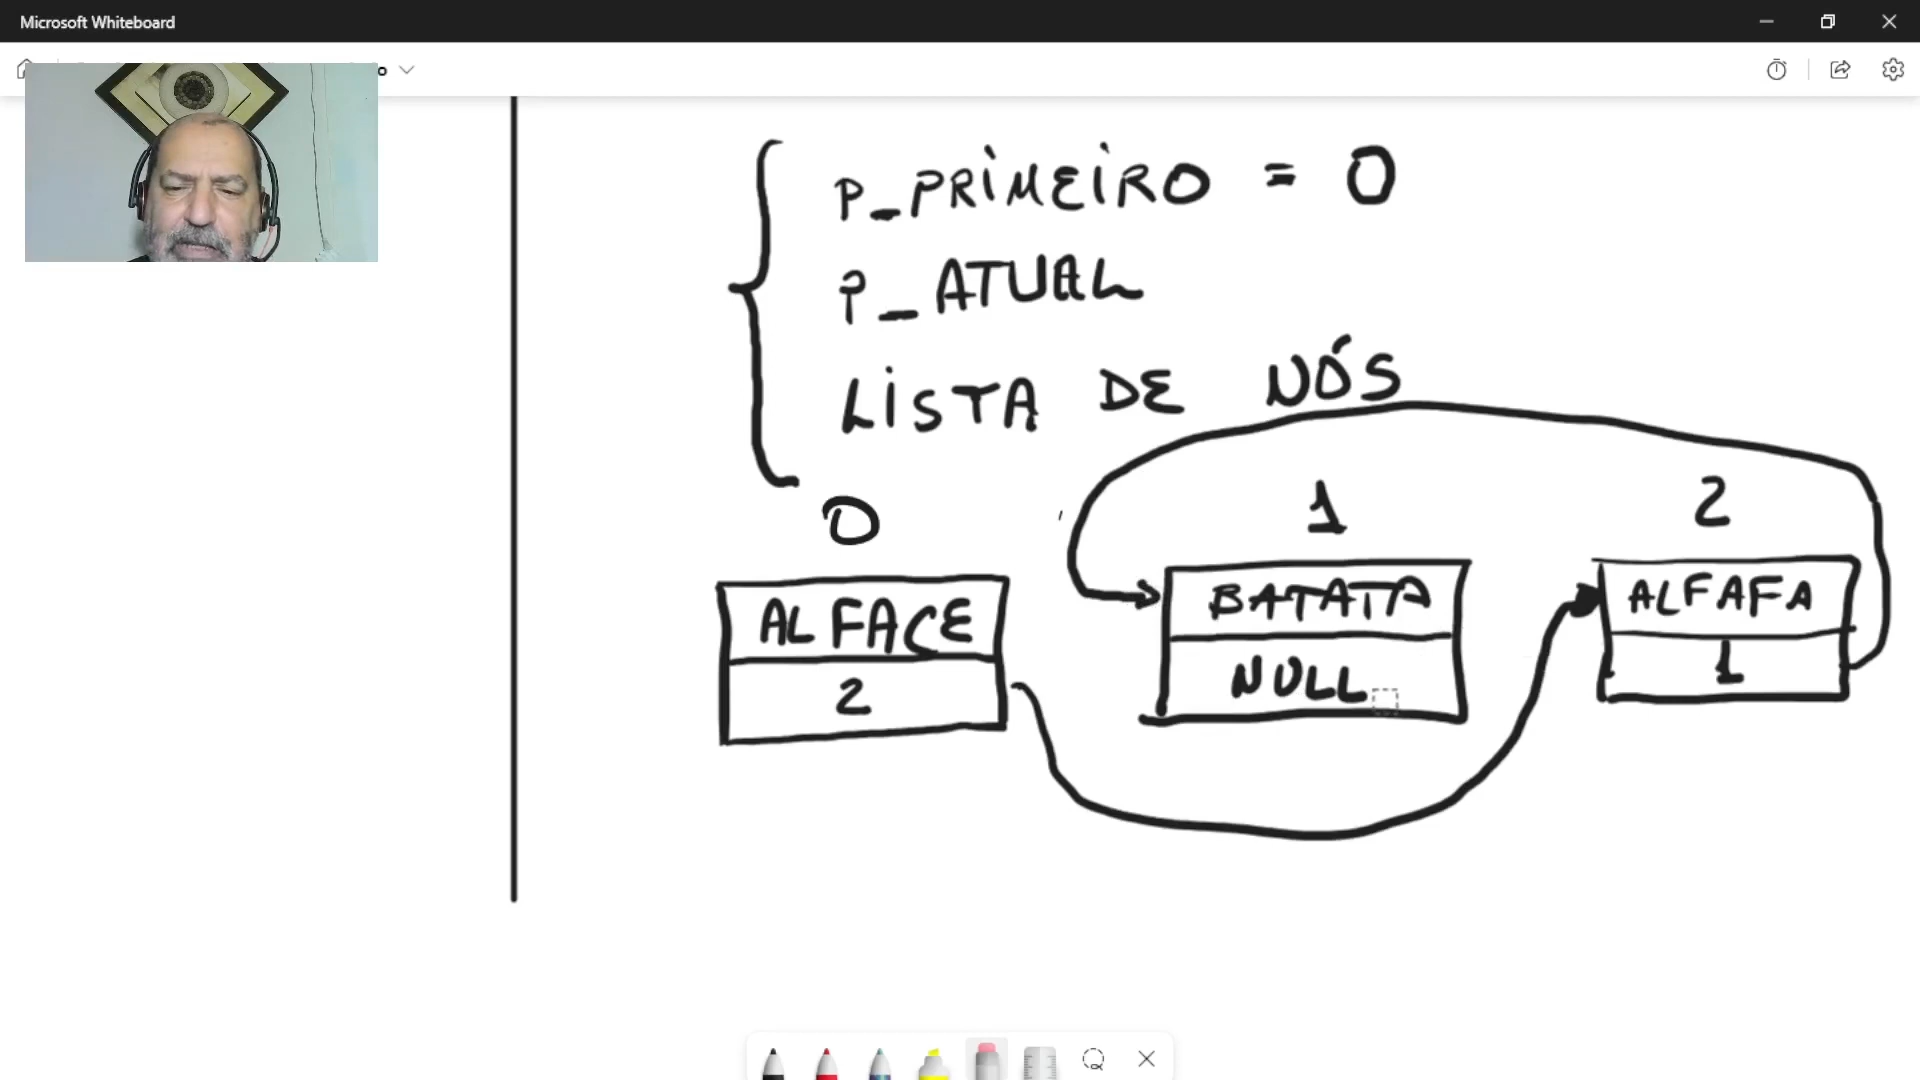 Microsoft Whiteboard
o
P_PRIMEIRO = 0
P_ATUAL
LISTA DE NÓS
0 1 2
ALFACE BATATA ALFAFA
2 NULL 1